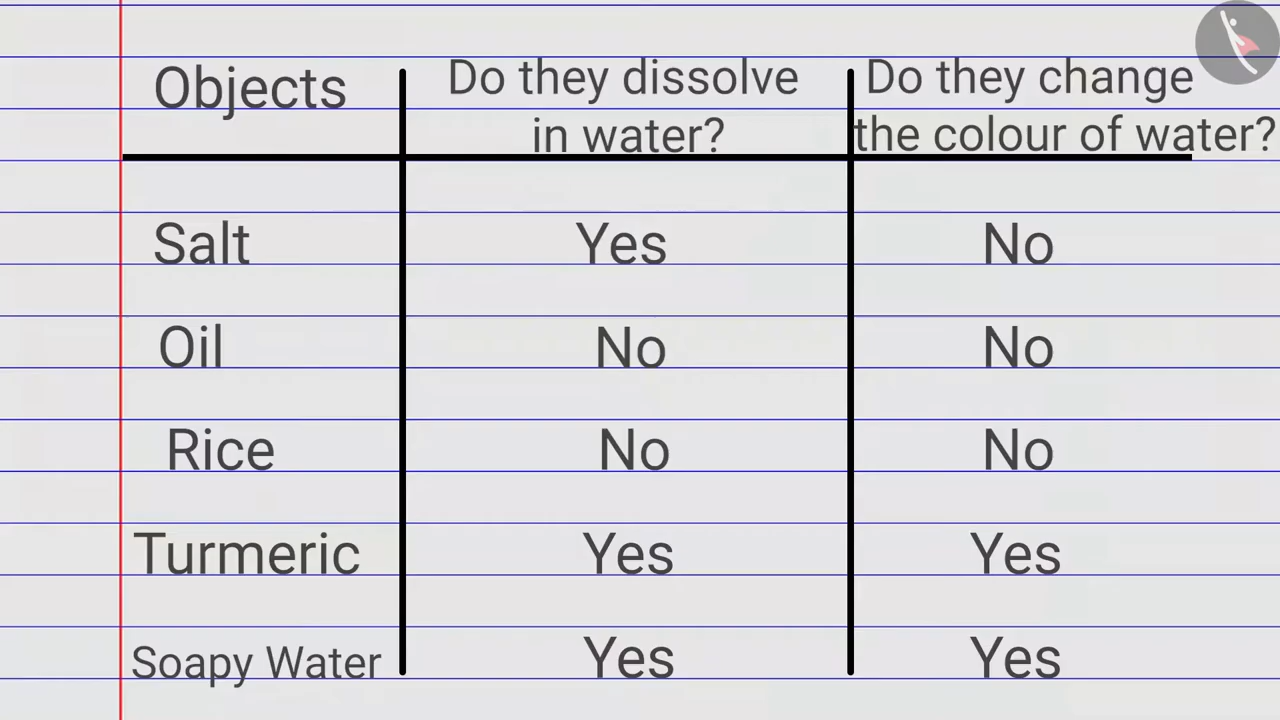 Objects
Do they dissolve
in water?
Do they change
the colour of water?
Salt Yes No
Oil No No
Rice No No
Turmeric Yes Yes
Soapy Water Yes Yes